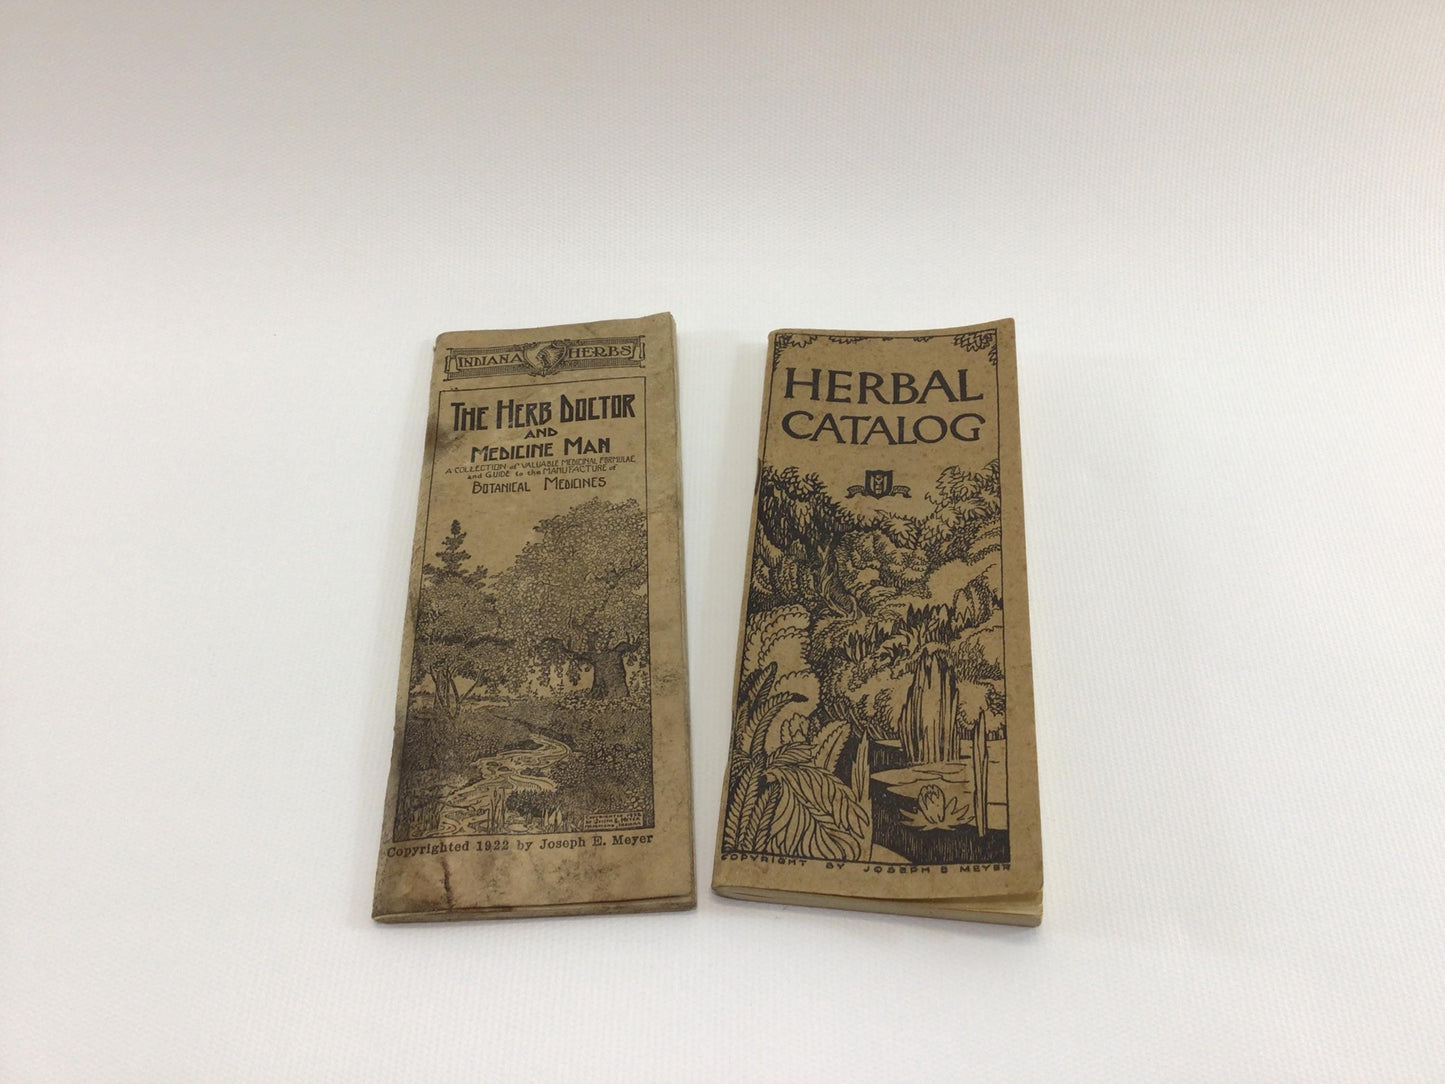 INDIANA HERBS
THE HERB DOCTOR
AND
MEDICINE MAN
A COLLECTION of VALUABLE MEDICINAL FORMULAE
and GUIDE to the MANUFACTURE of
BOTANICAL MEDICINES
Copyrighted 1922 by Joseph E. Meyer
HERBAL
CATALOG
COPYRIGHT BY JOSEPH E MEYER